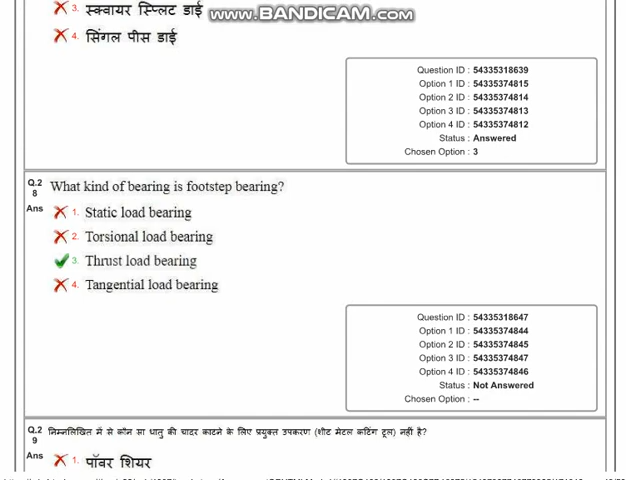 3. स्क्वायर स्प्लिट डाई
www.BANDICAM.com
4. सिंगल पीस डाई
Question ID : 54335318639
Option 1 ID : 54335374815
Option 2 ID : 54335374814
Option 3 ID : 54335374813
Option 4 ID : 54335374812
Status : Answered
Chosen Option : 3
Q.28 What kind of bearing is footstep bearing?
Ans
1. Static load bearing
2. Torsional load bearing
3. Thrust load bearing
4. Tangential load bearing
Question ID : 54335318647
Option 1 ID : 54335374844
Option 2 ID : 54335374845
Option 3 ID : 54335374847
Option 4 ID : 54335374846
Status : Not Answered
Chosen Option : --
Q.29 निम्नलिखित में से कौन सा धातु की चादर काटने के लिए प्रयुक्त उपकरण (शीट मेटल कटिंग टूल) नहीं है?
Ans
1. पॉवर शियर